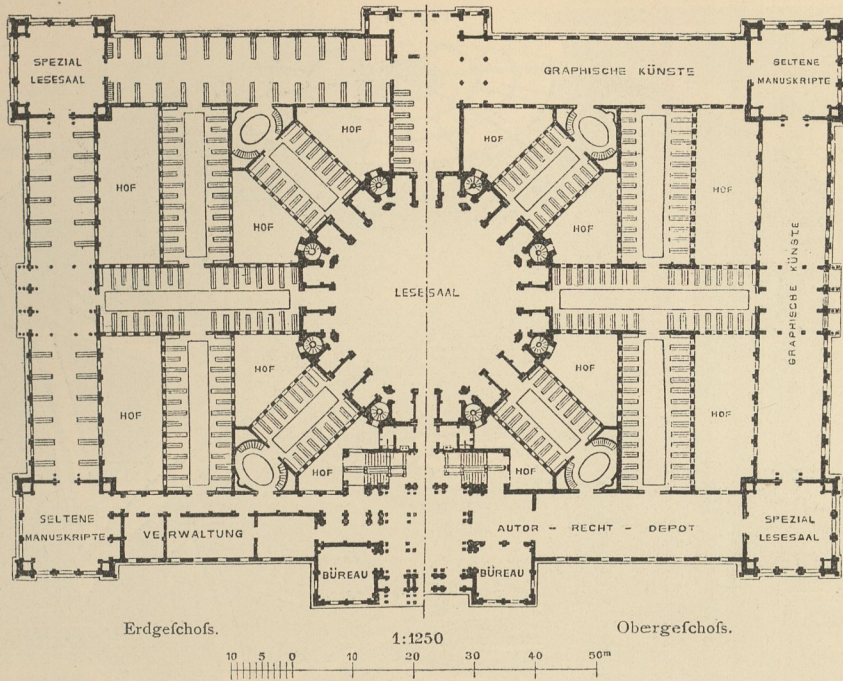 SPEZIAL
LESESAAL
GRAPHISCHE KÜNSTE
SELTENE
MANUSKRIPTE
HOF
HOF
HOF
HOF
HOF
HOF
GRAPHISCHE KÜNSTE
LESESAAL
HOF
HOF
HOF
HOF
HOF
HOF
SELTENE
MANUSKRIPTE
VERWALTUNG
BÜREAU
BÜREAU
AUTOR – RECHT – DEPOT
SPEZIAL
LESESAAL
Erdgeſchoſs.
Obergeſchoſs.
1:1250
10 5 0 10 20 30 40 50m